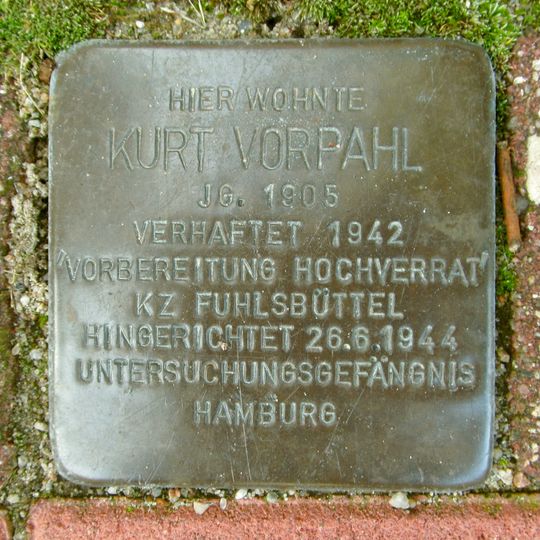 HIER WOHNTE
KURT VORPAHL
JG. 1905
VERHAFTET 1942
'VORBEREITUNG HOCHVERRAT'
KZ FUHLSBÜTTEL
HINGERICHTET 26.6.1944
UNTERSUCHUNGSGEFÄNGNIS
HAMBURG